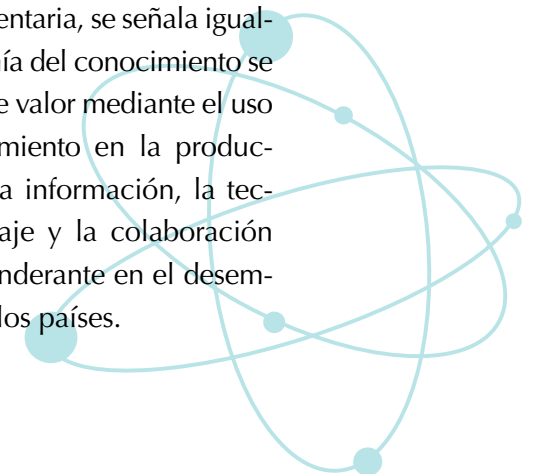 entaria, se señala igual-
ía del conocimiento se
e valor mediante el uso
miento en la produc-
a información, la tec-
aje y la colaboración
nderante en el desem-
los países.